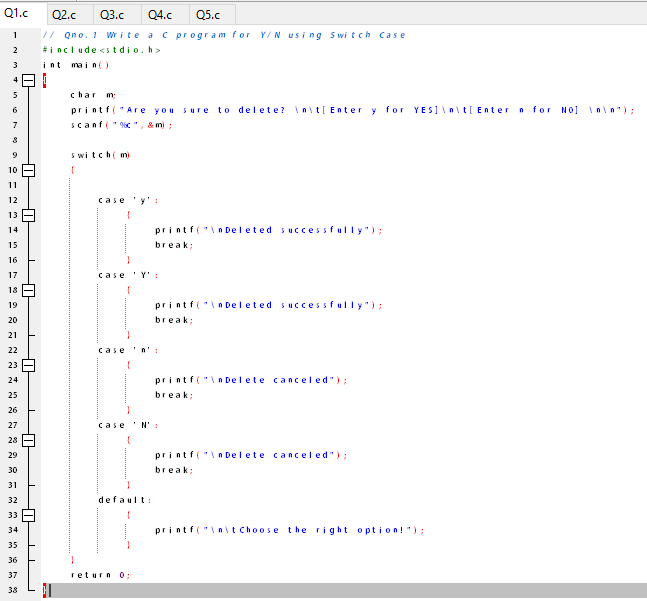 Q1.c Q2.c Q3.c Q4.c Q5.c
1 // Qno.1 Write a C program for Y/N using Switch Case
2 #include<stdio.h>
3 int main()
4 {
5 char m;
6 printf("Are you sure to delete? \n\t[Enter y for YES]\n\t[Enter n for NO] \n\n");
7 scanf("%c",&m);
8
9 switch(m)
10 {
11
12 case 'y':
13 {
14 printf("\nDeleted successfully");
15 break;
16 }
17 case 'Y':
18 {
19 printf("\nDeleted successfully");
20 break;
21 }
22 case 'n':
23 {
24 printf("\nDelete canceled");
25 break;
26 }
27 case 'N':
28 {
29 printf("\nDelete canceled");
30 break;
31 }
32 default:
33 {
34 printf("\n\tChoose the right option!");
35 }
36 }
37 return 0;
38 }